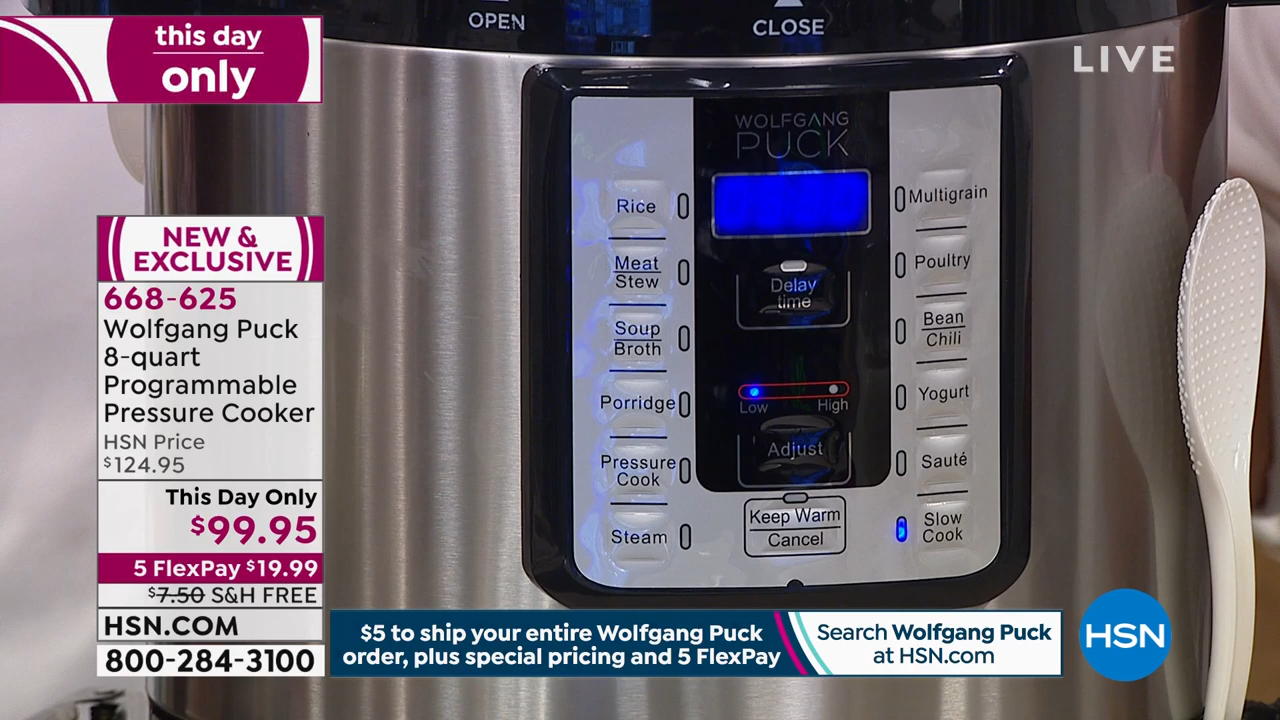 this day
only
OPEN
CLOSE
LIVE
WOLFGANG
PUCK
Rice
Meat
Stew
Soup
Broth
Porridge
Pressure
Cook
Steam
Delay
time
Low
High
Adjust
Keep Warm
Cancel
Multigrain
Poultry
Bean
Chili
Yogurt
Sauté
Slow
Cook
NEW &
EXCLUSIVE
668-625
Wolfgang Puck
8-quart
Programmable
Pressure Cooker
HSN Price
$124.95
This Day Only
$99.95
5 FlexPay $19.99
$7.50 S&H FREE
HSN.COM
800-284-3100
$5 to ship your entire Wolfgang Puck
order, plus special pricing and 5 FlexPay
Search Wolfgang Puck
at HSN.com
HSN